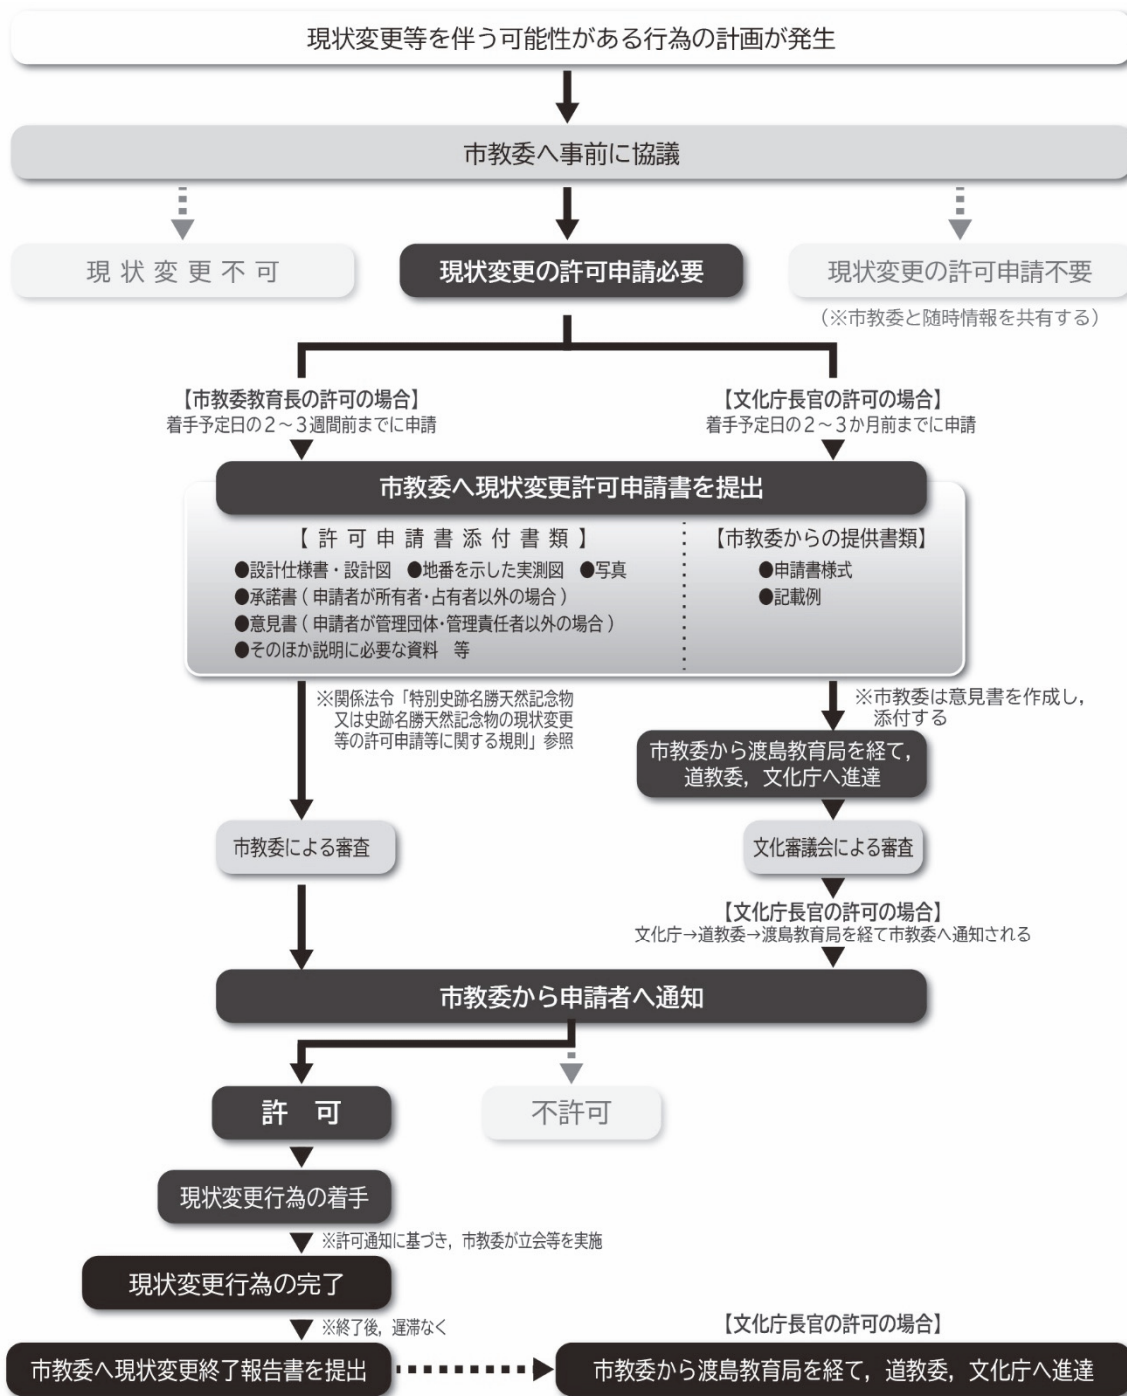 現状変更等を伴う可能性がある行為の計画が発生
市教委へ事前に協議
現状変更不可
現状変更の許可申請必要
現状変更の許可申請不要
（※市教委と随時情報を共有する）
【市教委教育長の許可の場合】
着手予定日の２～３週間前までに申請
【文化庁長官の許可の場合】
着手予定日の２～３か月前までに申請
市教委へ現状変更許可申請書を提出
【許可申請書添付書類】
●設計仕様書・設計図　●地番を示した実測図　●写真
●承諾書（申請者が所有者・占有者以外の場合）
●意見書（申請者が管理団体・管理責任者以外の場合）
●そのほか説明に必要な資料　等
【市教委からの提供書類】
●申請書様式
●記載例
※関係法令「特別史跡名勝天然記念物
又は史跡名勝天然記念物の現状変更
等の許可申請等に関する規則」参照
※市教委は意見書を作成し，
添付する
市教委から渡島教育局を経て，
道教委，文化庁へ進達
市教委による審査
文化審議会による審査
【文化庁長官の許可の場合】
文化庁→道教委→渡島教育局を経て市教委へ通知される
市教委から申請者へ通知
許　可
不許可
現状変更行為の着手
※許可通知に基づき，市教委が立会等を実施
現状変更行為の完了
※終了後，遅滞なく
市教委へ現状変更終了報告書を提出
【文化庁長官の許可の場合】
市教委から渡島教育局を経て，道教委，文化庁へ進達